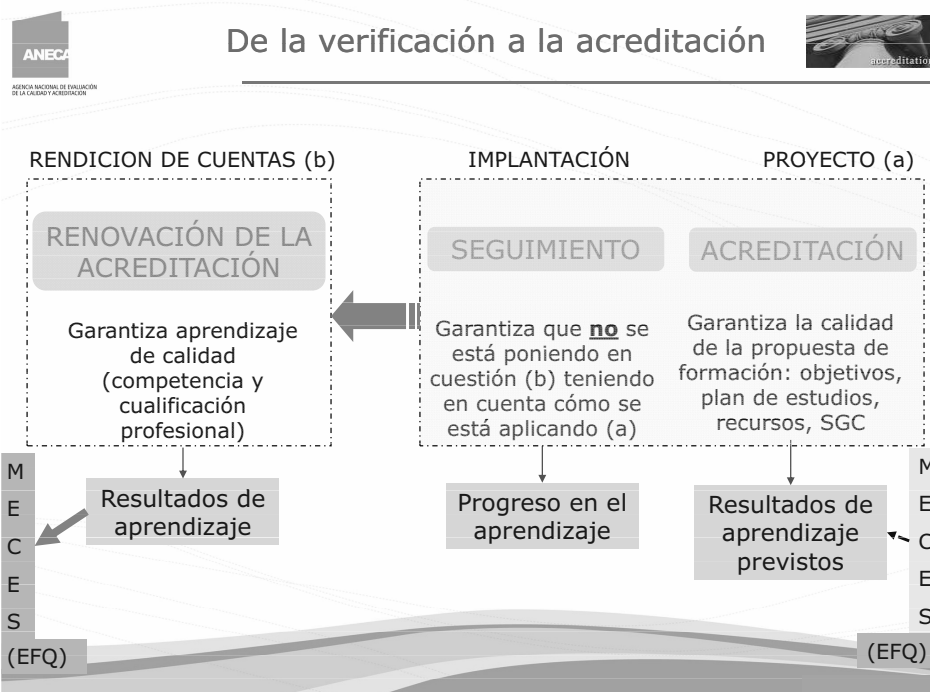 ANECA
AGENCIA NACIONAL DE EVALUACIÓN
DE LA CALIDAD Y ACREDITACIÓN
De la verificación a la acreditación
accreditation
RENDICION DE CUENTAS (b)
RENOVACIÓN DE LA
ACREDITACIÓN
Garantiza aprendizaje
de calidad
(competencia y
cualificación
profesional)
Resultados de
aprendizaje
M
E
C
E
S
(EFQ)
IMPLANTACIÓN
SEGUIMIENTO
Garantiza que no se
está poniendo en
cuestión (b) teniendo
en cuenta cómo se
está aplicando (a)
Progreso en el
aprendizaje
PROYECTO (a)
ACREDITACIÓN
Garantiza la calidad
de la propuesta de
formación: objetivos,
plan de estudios,
recursos, SGC
Resultados de
aprendizaje
previstos
M
E
C
E
S
(EFQ)